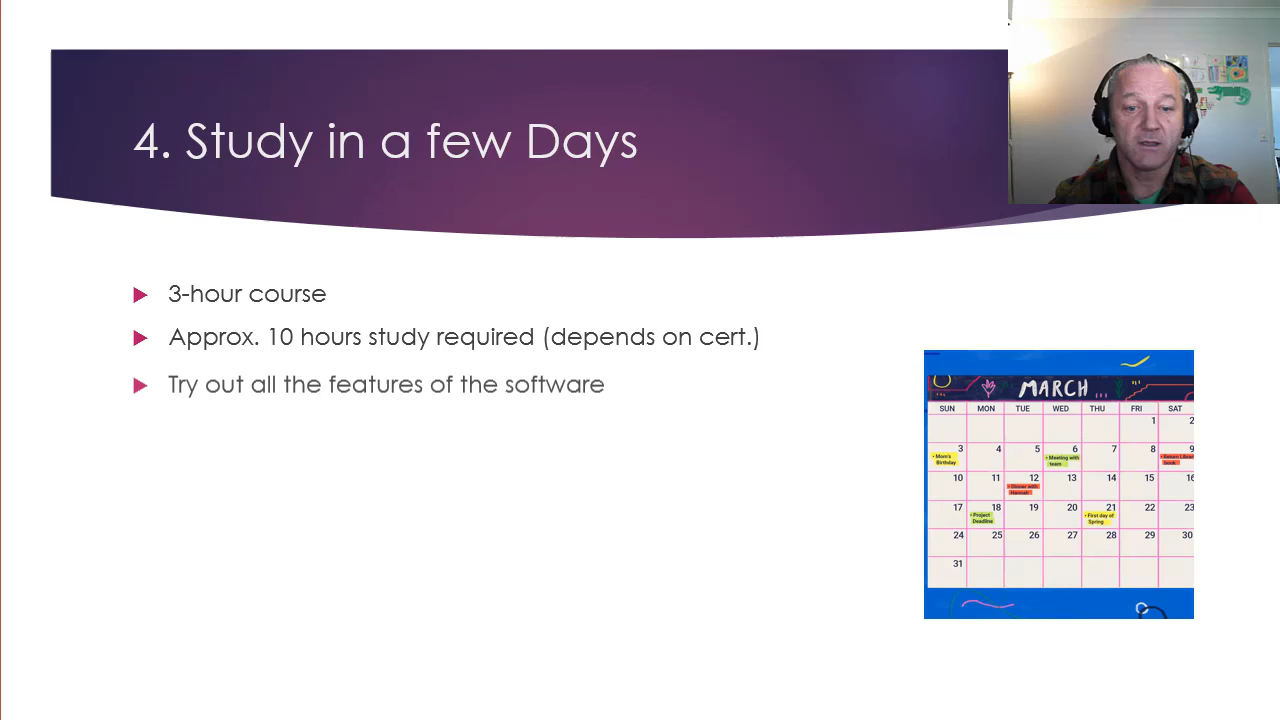 4. Study in a few Days
3-hour course
Approx. 10 hours study required (depends on cert.)
Try out all the features of the software
MARCH
SUN MON TUE WED THU FRI SAT
1 2
3 4 5 6 7 8 9
• Mom's Birthday
• Meeting with team
book
10 11 12 13 14 15 16
• Dinner with Hannah
17 18 19 20 21 22 23
• Project Deadline
• First day of Spring
24 25 26 27 28 29 30
31